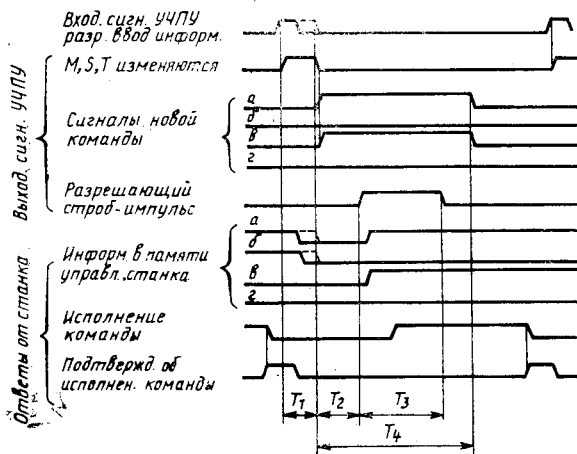 Вход. сигн. УЧПУ
разр. ввод информ.
М, S, Т изменяются
Выход. сигн. УЧПУ
Сигналы новой
команды
а
б
в
г
Разрешающий
строб-импульс
Ответы от станка
Информ. в памяти
управл. станка
а
б
в
г
Исполнение
команды
Подтвержд. об
исполнен. команды
T1
T2
T3
T4